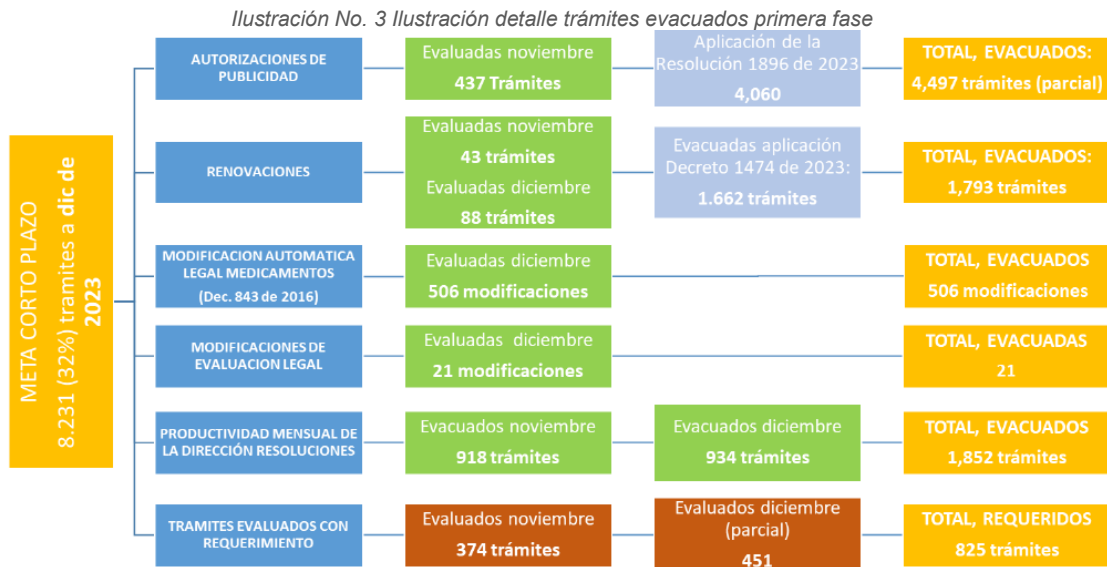 Ilustración No. 3 Ilustración detalle trámites evacuados primera fase
META CORTO PLAZO
8.231 (32%) tramites a dic de
2023
AUTORIZACIONES DE
PUBLICIDAD
Evaluadas noviembre
437 Trámites
Aplicación de la
Resolución 1896 de 2023
4,060
TOTAL, EVACUADOS:
4,497 trámites (parcial)
RENOVACIONES
Evaluadas noviembre
43 trámites
Evaluadas diciembre
88 trámites
Evacuadas aplicación
Decreto 1474 de 2023:
1.662 trámites
TOTAL, EVACUADOS:
1,793 trámites
MODIFICACION AUTOMATICA
LEGAL MEDICAMENTOS
(Dec. 843 de 2016)
Evaluadas diciembre
506 modificaciones
TOTAL, EVACUADOS
506 modificaciones
MODIFICACIONES DE
EVALUACION LEGAL
Evaluadas diciembre
21 modificaciones
TOTAL, EVACUADAS
21
PRODUCTIVIDAD MENSUAL DE
LA DIRECCIÓN RESOLUCIONES
Evacuados noviembre
918 trámites
Evacuados diciembre
934 trámites
TOTAL, EVACUADOS
1,852 trámites
TRAMITES EVALUADOS CON
REQUERIMIENTO
Evaluados noviembre
374 trámites
Evaluados diciembre
(parcial)
451
TOTAL, REQUERIDOS
825 trámites